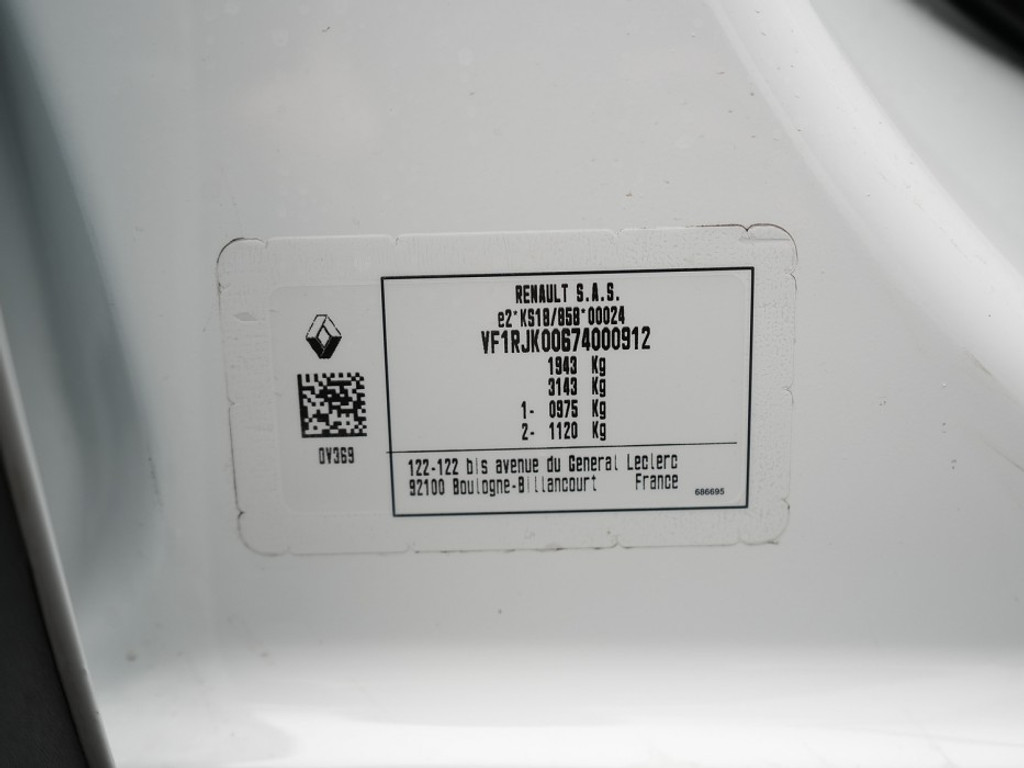 RENAULT S.A.S.
e2*KS18/858*00024
VF1RJK00674000912
1943 Kg
3143 Kg
1- 0975 Kg
2- 1120 Kg
0V369
122-122 bis avenue du General Leclerc
92100 Boulogne-Billancourt France
686695